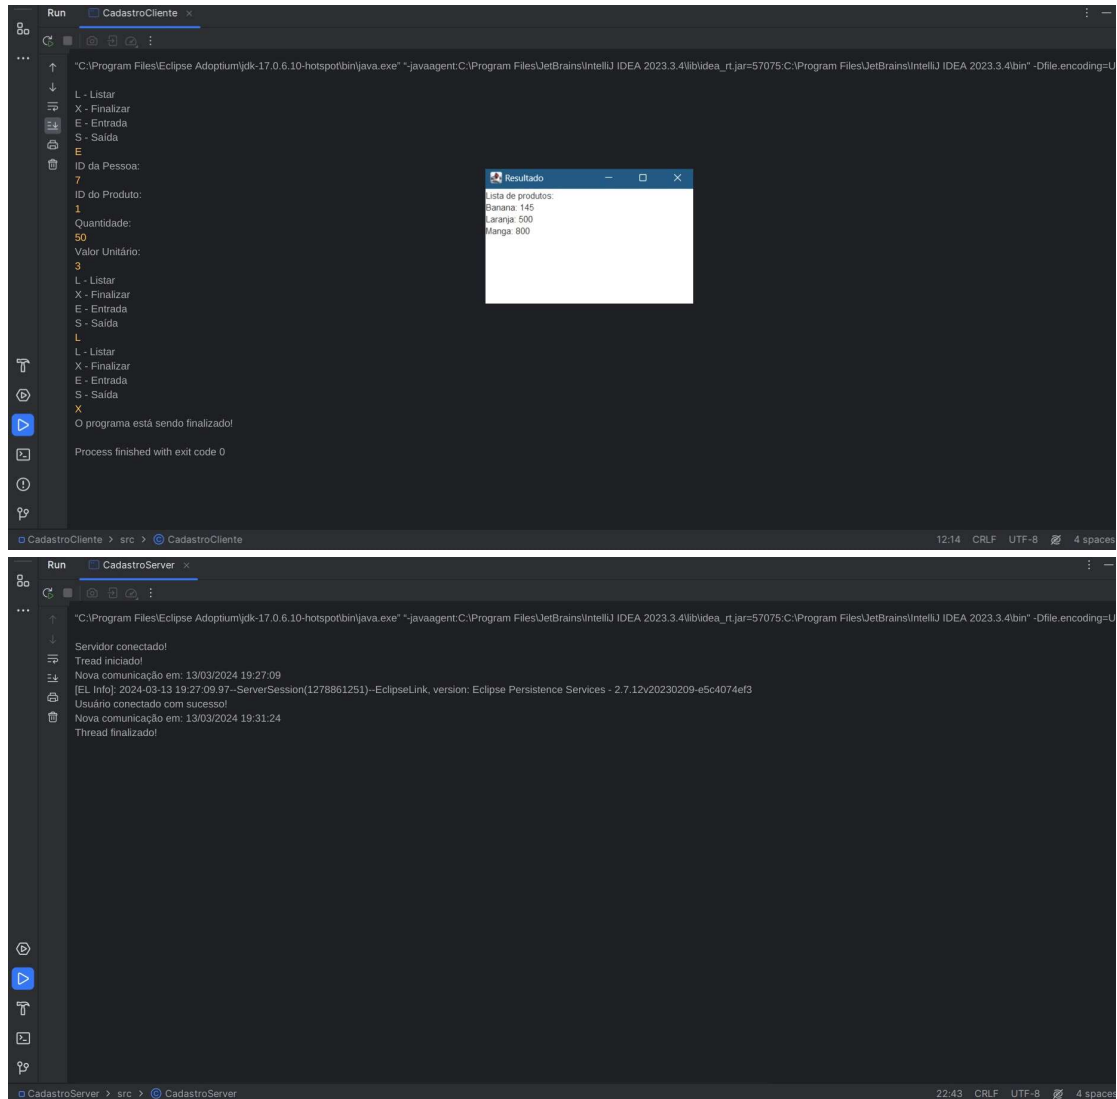 Run CadastroCliente
"C:\Program Files\Eclipse Adoptium\jdk-17.0.6.10-hotspot\bin\java.exe" "-javaagent:C:\Program Files\JetBrains\IntelliJ IDEA 2023.3.4\lib\idea_rt.jar=57075:C:\Program Files\JetBrains\IntelliJ IDEA 2023.3.4\bin" -Dfile.encoding=U
L - Listar
X - Finalizar
E - Entrada
S - Saída
E
ID da Pessoa:
7
ID do Produto:
1
Quantidade:
50
Valor Unitário:
3
L - Listar
X - Finalizar
E - Entrada
S - Saída
L
L - Listar
X - Finalizar
E - Entrada
S - Saída
X
O programa está sendo finalizado!
Process finished with exit code 0
Resultado
Lista de produtos:
Banana: 145
Laranja: 500
Manga: 800
CadastroCliente > src > CadastroCliente 12:14 CRLF UTF-8 4 spaces
Run CadastroServer
"C:\Program Files\Eclipse Adoptium\jdk-17.0.6.10-hotspot\bin\java.exe" "-javaagent:C:\Program Files\JetBrains\IntelliJ IDEA 2023.3.4\lib\idea_rt.jar=57075:C:\Program Files\JetBrains\IntelliJ IDEA 2023.3.4\bin" -Dfile.encoding=U
Servidor conectado!
Tread iniciado!
Nova comunicação em: 13/03/2024 19:27:09
[EL Info]: 2024-03-13 19:27:09.97--ServerSession(1278861251)--EclipseLink, version: Eclipse Persistence Services - 2.7.12v20230209-e5c4074ef3
Usuário conectado com sucesso!
Nova comunicação em: 13/03/2024 19:31:24
Thread finalizado!
CadastroServer > src > CadastroServer 22:43 CRLF UTF-8 4 spaces